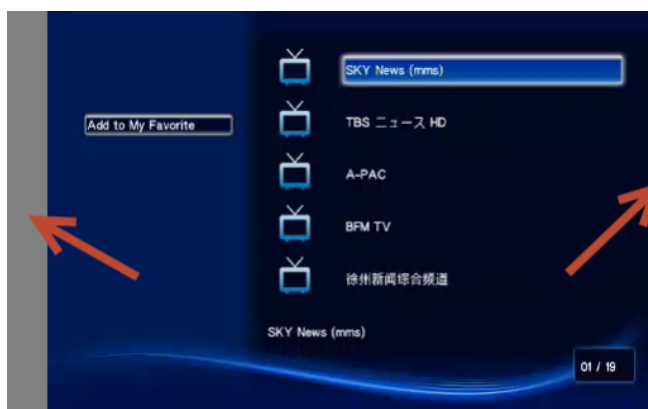 SKY News (mms)
Add to My Favorite
TBS ニュース HD
A-PAC
BFM TV
徐州新闻综合频道
SKY News (mms)
01 / 19